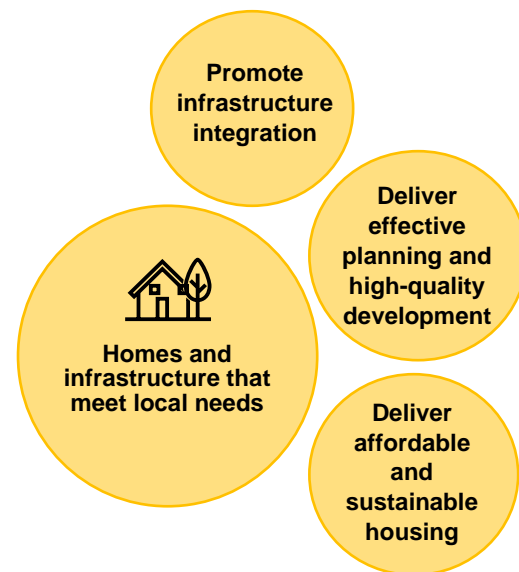 Promote
infrastructure
integration
Deliver
effective
planning and
high-quality
development
Homes and
infrastructure that
meet local needs
Deliver
affordable
and
sustainable
housing